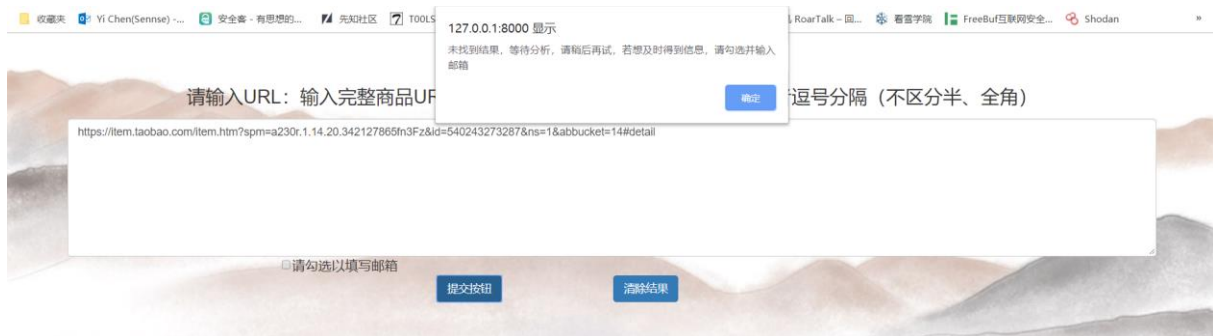 收藏夹 Yi Chen(Sennse) -... 安全客 - 有思想的... 先知社区 TOOLS RoarTalk – 回... 看雪学院 FreeBuf互联网安全... Shodan »
127.0.0.1:8000 显示
未找到结果，等待分析，请稍后再试，若想及时得到信息，请勾选并输入
邮箱
确定
请输入URL：输入完整商品UR 逗号分隔（不区分半、全角）
https://item.taobao.com/item.htm?spm=a230r.1.14.20.342127865fn3Fz&id=540243273287&ns=1&abbucket=14#detail
请勾选以填写邮箱
提交按钮 清除结果